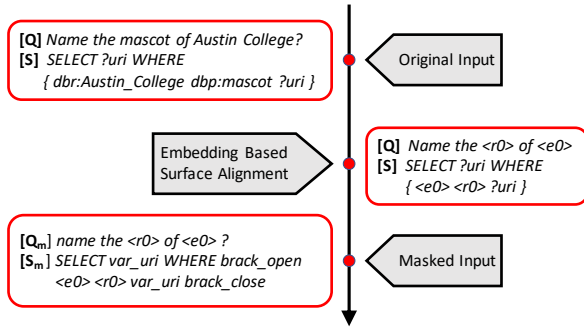 [Q] Name the mascot of Austin College?
[S] SELECT ?uri WHERE
{ dbr:Austin_College dbp:mascot ?uri }
Original Input
Embedding Based
Surface Alignment
[Q] Name the <r0> of <e0>
[S] SELECT ?uri WHERE
{ <e0> <r0> ?uri }
[Qm] name the <r0> of <e0> ?
[Sm] SELECT var_uri WHERE brack_open
<e0> <r0> var_uri brack_close
Masked Input